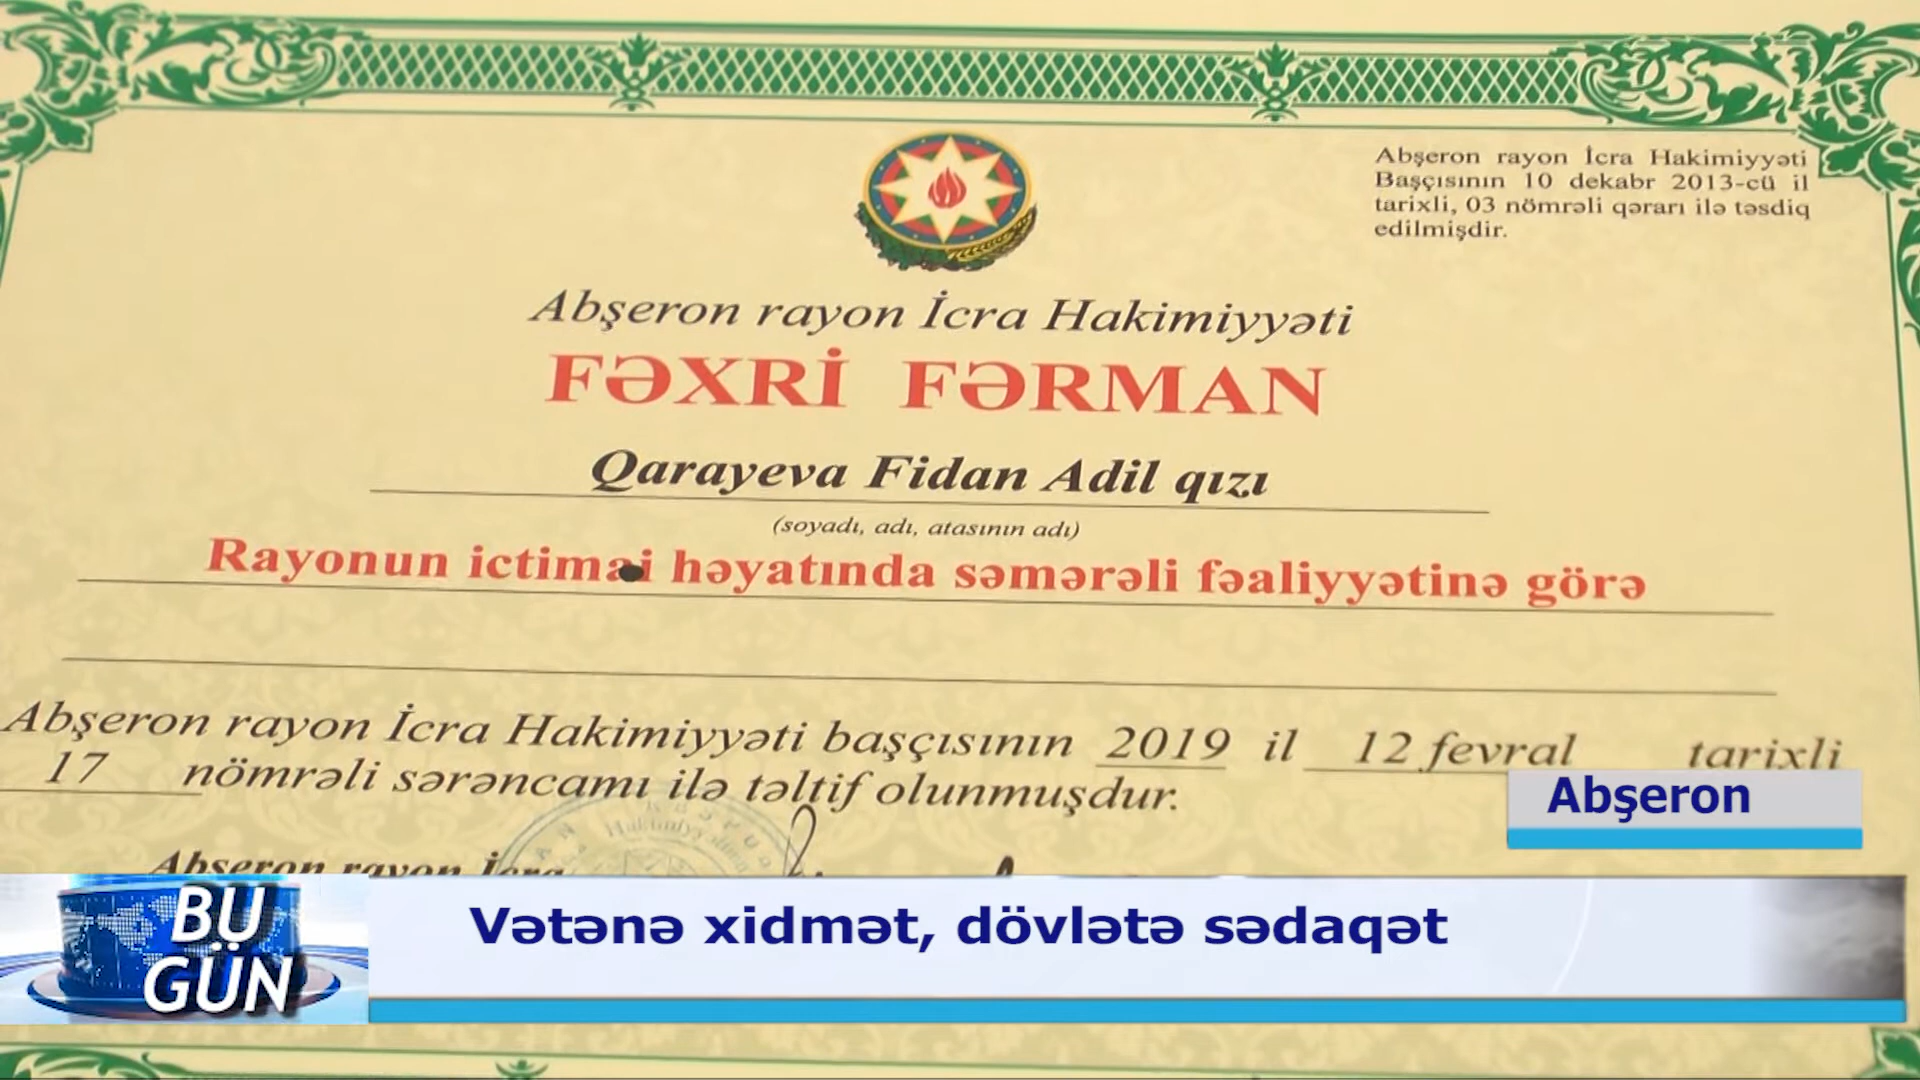 Abşeron rayon İcra Hakimiyyəti
Başçısının 10 dekabr 2013-cü il
tarixli, 03 nömrəli qərarı ilə təsdiq
edilmişdir.
Abşeron rayon İcra Hakimiyyəti
FƏXRİ FƏRMAN
Qarayeva Fidan Adil qızı
(soyadı, adı, atasının adı)
Rayonun ictimai həyatında səmərəli fəaliyyətinə görə
Abşeron rayon İcra Hakimiyyəti başçısının 2019 il 12 fevral tarixli
17 nömrəli sərəncamı ilə təltif olunmuşdur.
Abşeron
Abşeron rayon İcra
BU GÜN
Vətənə xidmət, dövlətə sədaqət